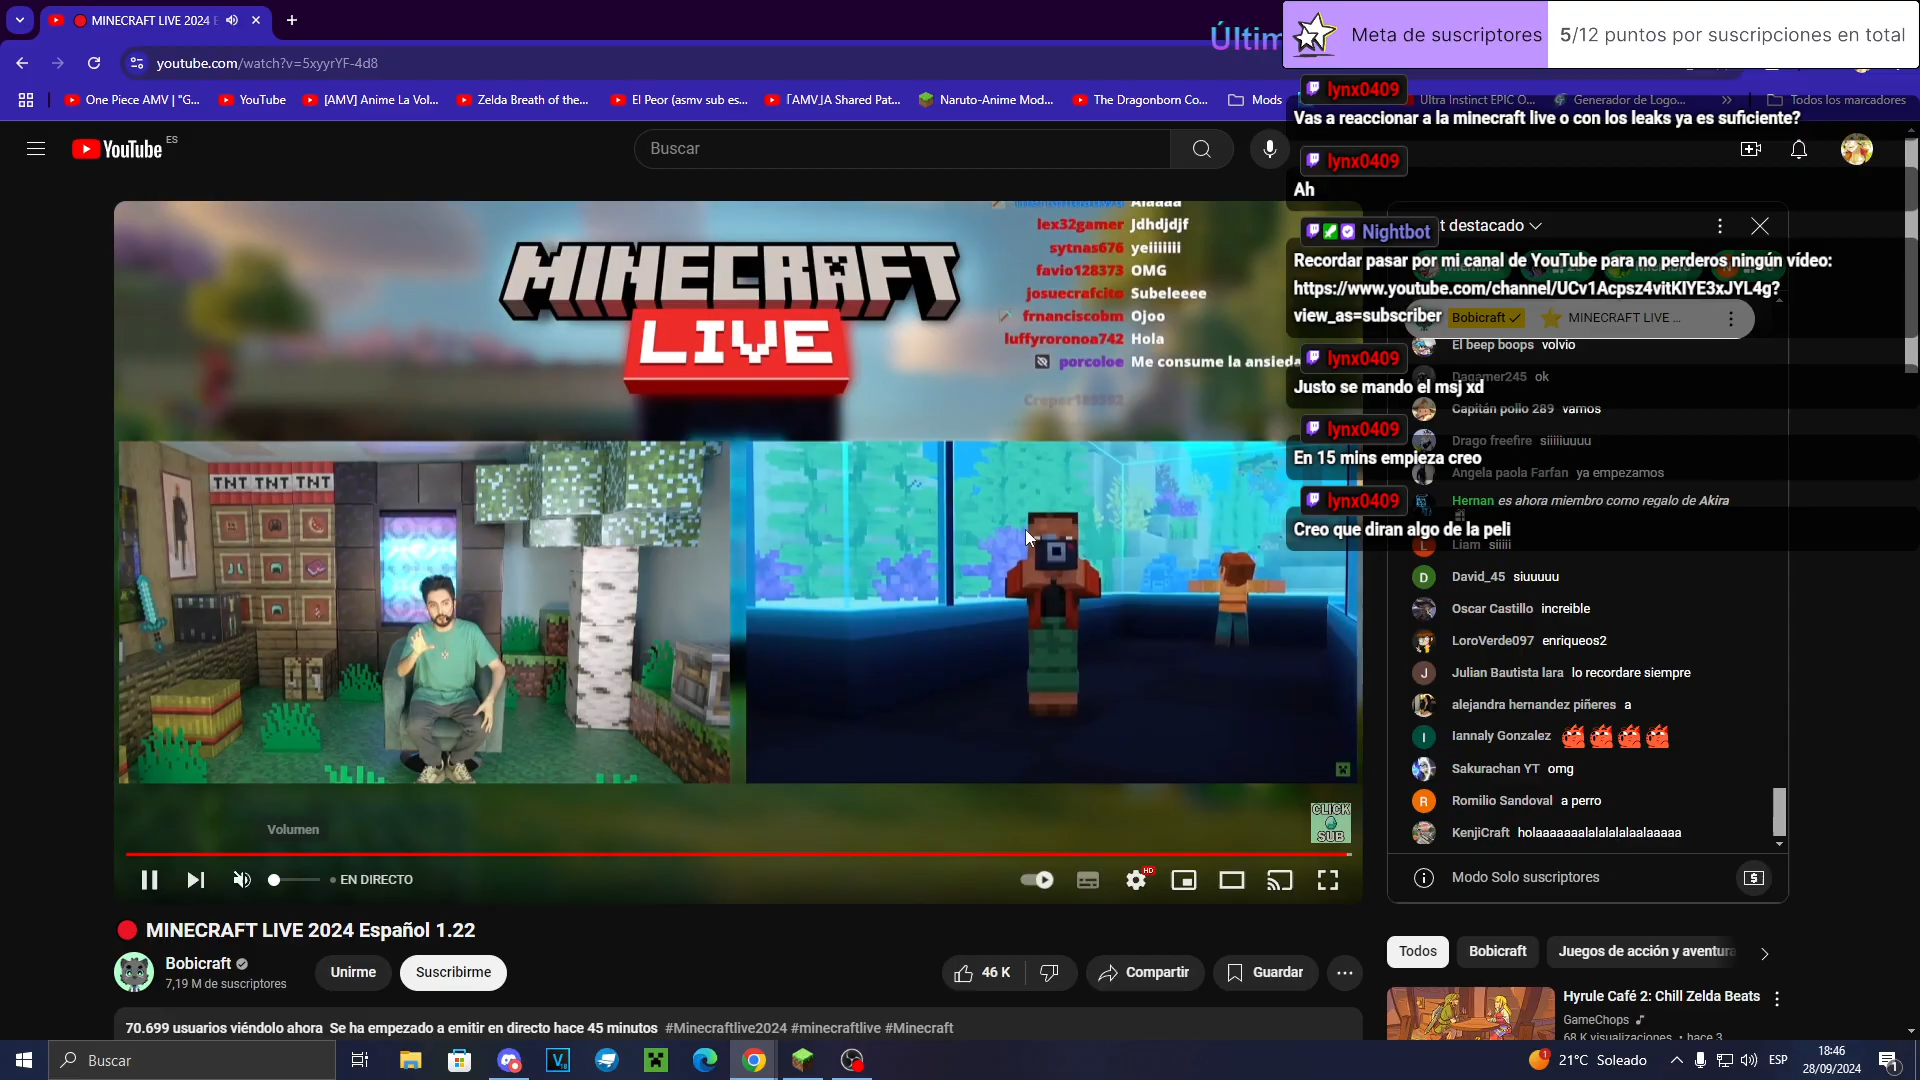 MINECRAFT LIVE 2024 E
Últim
Meta de suscriptores
5/12 puntos por suscripciones en total
youtube.com/watch?v=5xyyrYF-4d8
One Piece AMV | "G...
YouTube
[AMV] Anime La Vol...
Zelda Breath of the...
El Peor (asmv sub es...
「AMV」A Shared Pat...
Naruto-Anime Mod...
The Dragonborn Co...
Mods
Ultra Instinct EPIC O...
Generador de Logo...
Todos los marcadores
lynx0409
Vas a reaccionar a la minecraft live o con los leaks ya es suficiente?
lynx0409
Ah
Nightbot
Recordar pasar por mi canal de YouTube para no perderos ningún vídeo:
https://www.youtube.com/channel/UCv1Acpsz4vitKIYE3xJYL4g?
view_as=subscriber
lynx0409
Justo se mando el msj xd
lynx0409
En 15 mins empieza creo
lynx0409
Creo que diran algo de la peli
YouTube ES
Buscar
MINECRAFT
LIVE
Alaaaa
lex32gamer Jdhdjdjf
sytnas676 yeiiiiiii
favio128373 OMG
josuecrafcito Subeleeee
frnanciscobm Ojoo
luffyroronoa742 Hola
porcoloe Me consume la ansieda
TNT TNT TNT
CLICK
SUB
Volumen
EN DIRECTO
HD
t destacado
Bobicraft MINECRAFT LIVE ...
El beep boops volvio
Dagamer245 ok
Capitán pollo 289 vamos
Drago freefire siiiiiuuuu
Angela paola Farfan ya empezamos
Hernan es ahora miembro como regalo de Akira
Liam siiiii
David_45 siuuuuu
Oscar Castillo increible
LoroVerde097 enriqueos2
Julian Bautista lara lo recordare siempre
alejandra hernandez piñeres a
Iannaly Gonzalez
Sakurachan YT omg
Romilio Sandoval a perro
KenjiCraft holaaaaaaalalalalalaalaaaaa
Modo Solo suscriptores
MINECRAFT LIVE 2024 Español 1.22
Bobicraft
7,19 M de suscriptores
Unirme
Suscribirme
46 K
Compartir
Guardar
70.699 usuarios viéndolo ahora Se ha empezado a emitir en directo hace 45 minutos #Minecraftlive2024 #minecraftlive #Minecraft
Todos
Bobicraft
Juegos de acción y aventura
Hyrule Café 2: Chill Zelda Beats
GameChops
68 K visualizaciones • hace 3
Buscar
21°C Soleado
ESP
18:46
28/09/2024